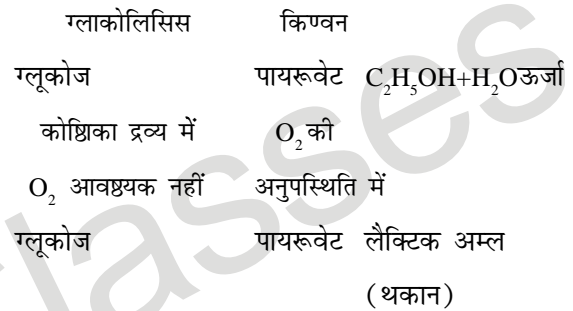 ग्लाकोलिसिस किण्वन
ग्लूकोज पायरूवेट C₂H₅OH+H₂Oऊर्जा
कोष्ठिाका द्रव्य में O₂ की
O₂ आवष्ठयक नहीं अनुपस्थिति में
ग्लूकोज पायरूवेट लैक्टिक अम्ल
(थकान)